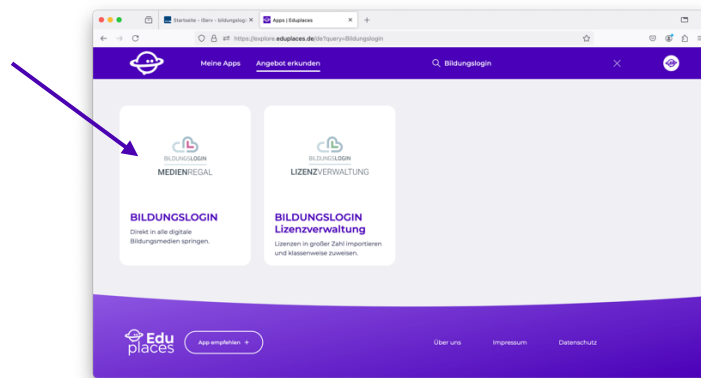 Startseite - iServ - bildungslogi
Apps | Eduplaces
https://explore.eduplaces.de/de?query=Bildungslogin
Meine Apps
Angebot erkunden
Bildungslogin
BILDUNGSLOGIN
MEDIENREGAL
BILDUNGSLOGIN
Direkt in alle digitale
Bildungsmedien springen.
BILDUNGSLOGIN
LIZENZVERWALTUNG
BILDUNGSLOGIN
Lizenzverwaltung
Lizenzen in großer Zahl importieren
und klassenweise zuweisen.
Edu
places
App empfehlen +
Über uns
Impressum
Datenschutz